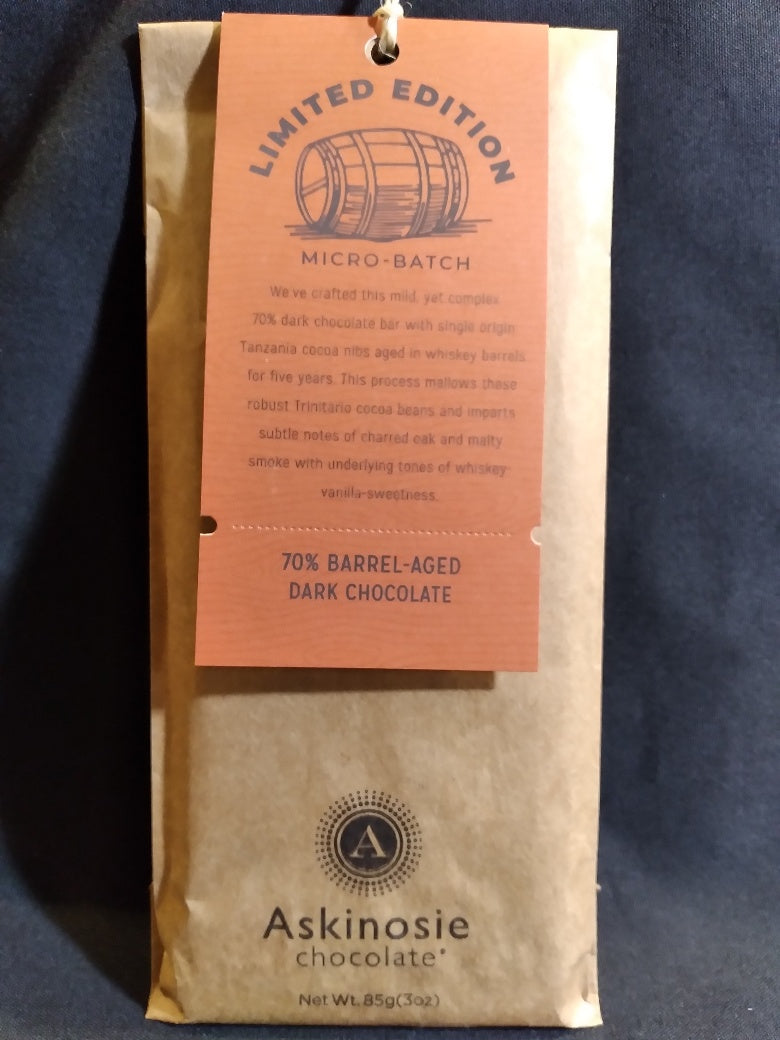 LIMITED EDITION
MICRO-BATCH
We've crafted this mild, yet complex
70% dark chocolate bar with single origin
Tanzania cocoa nibs aged in whiskey barrels
for five years. This process mallows these
robust Trinitario cocoa beans and imparts
subtle notes of charred oak and malty
smoke with underlying tones of whiskey-
vanilla-sweetness.
70% BARREL-AGED
DARK CHOCOLATE
A
Askinosie
chocolate®
Net Wt. 85g(3oz)